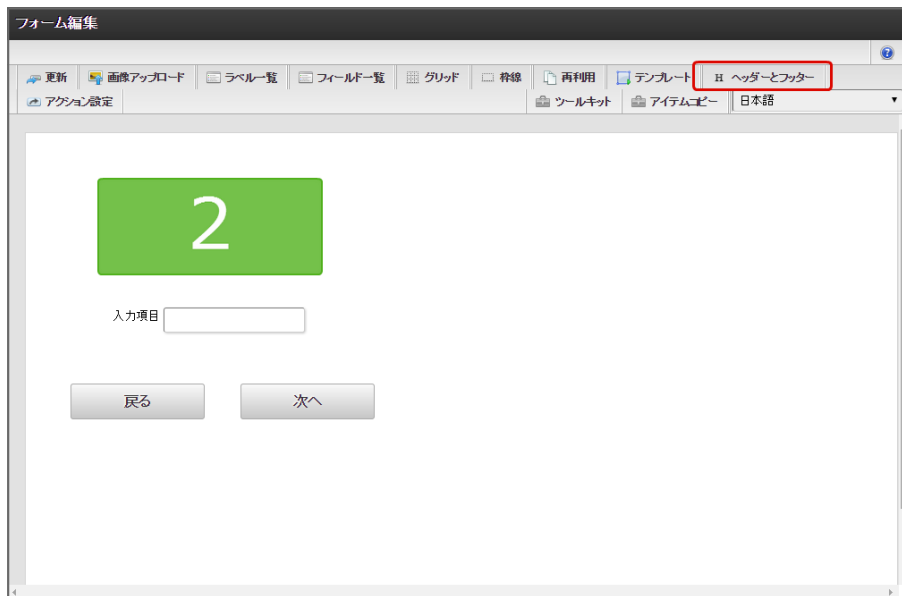 フォーム編集
更新 画像アップロード ラベル一覧 フィールド一覧 グリッド 枠線 再利用 テンプレート H ヘッダーとフッター
アクション設定 ツールキット アイテムコピー 日本語
2
入力項目
戻る 次へ